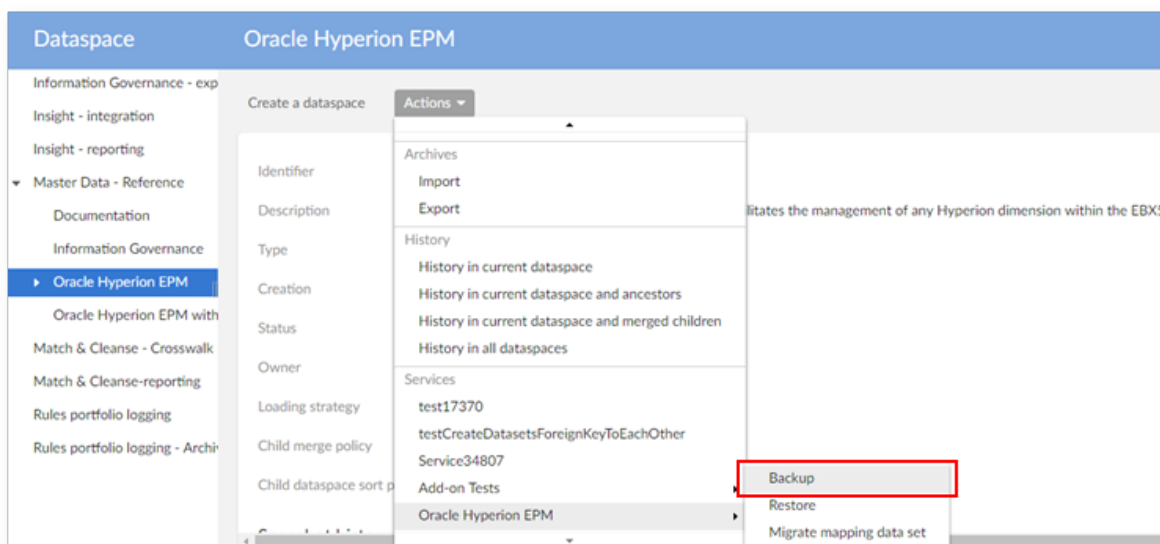 Dataspace
Oracle Hyperion EPM
Information Governance - exp
Insight - integration
Insight - reporting
Master Data - Reference
Documentation
Information Governance
Oracle Hyperion EPM
Oracle Hyperion EPM with
Match & Cleanse - Crosswalk
Match & Cleanse-reporting
Rules portfolio logging
Rules portfolio logging - Archi
Create a dataspace
Actions
Identifier
Description
litates the management of any Hyperion dimension within the EBX5
Type
Creation
Status
Owner
Loading strategy
Child merge policy
Child dataspace sort p
Archives
Import
Export
History
History in current dataspace
History in current dataspace and ancestors
History in current dataspace and merged children
History in all dataspaces
Services
test17370
testCreateDatasetsForeignKeyToEachOther
Service34807
Add-on Tests
Oracle Hyperion EPM
Backup
Restore
Migrate mapping data set